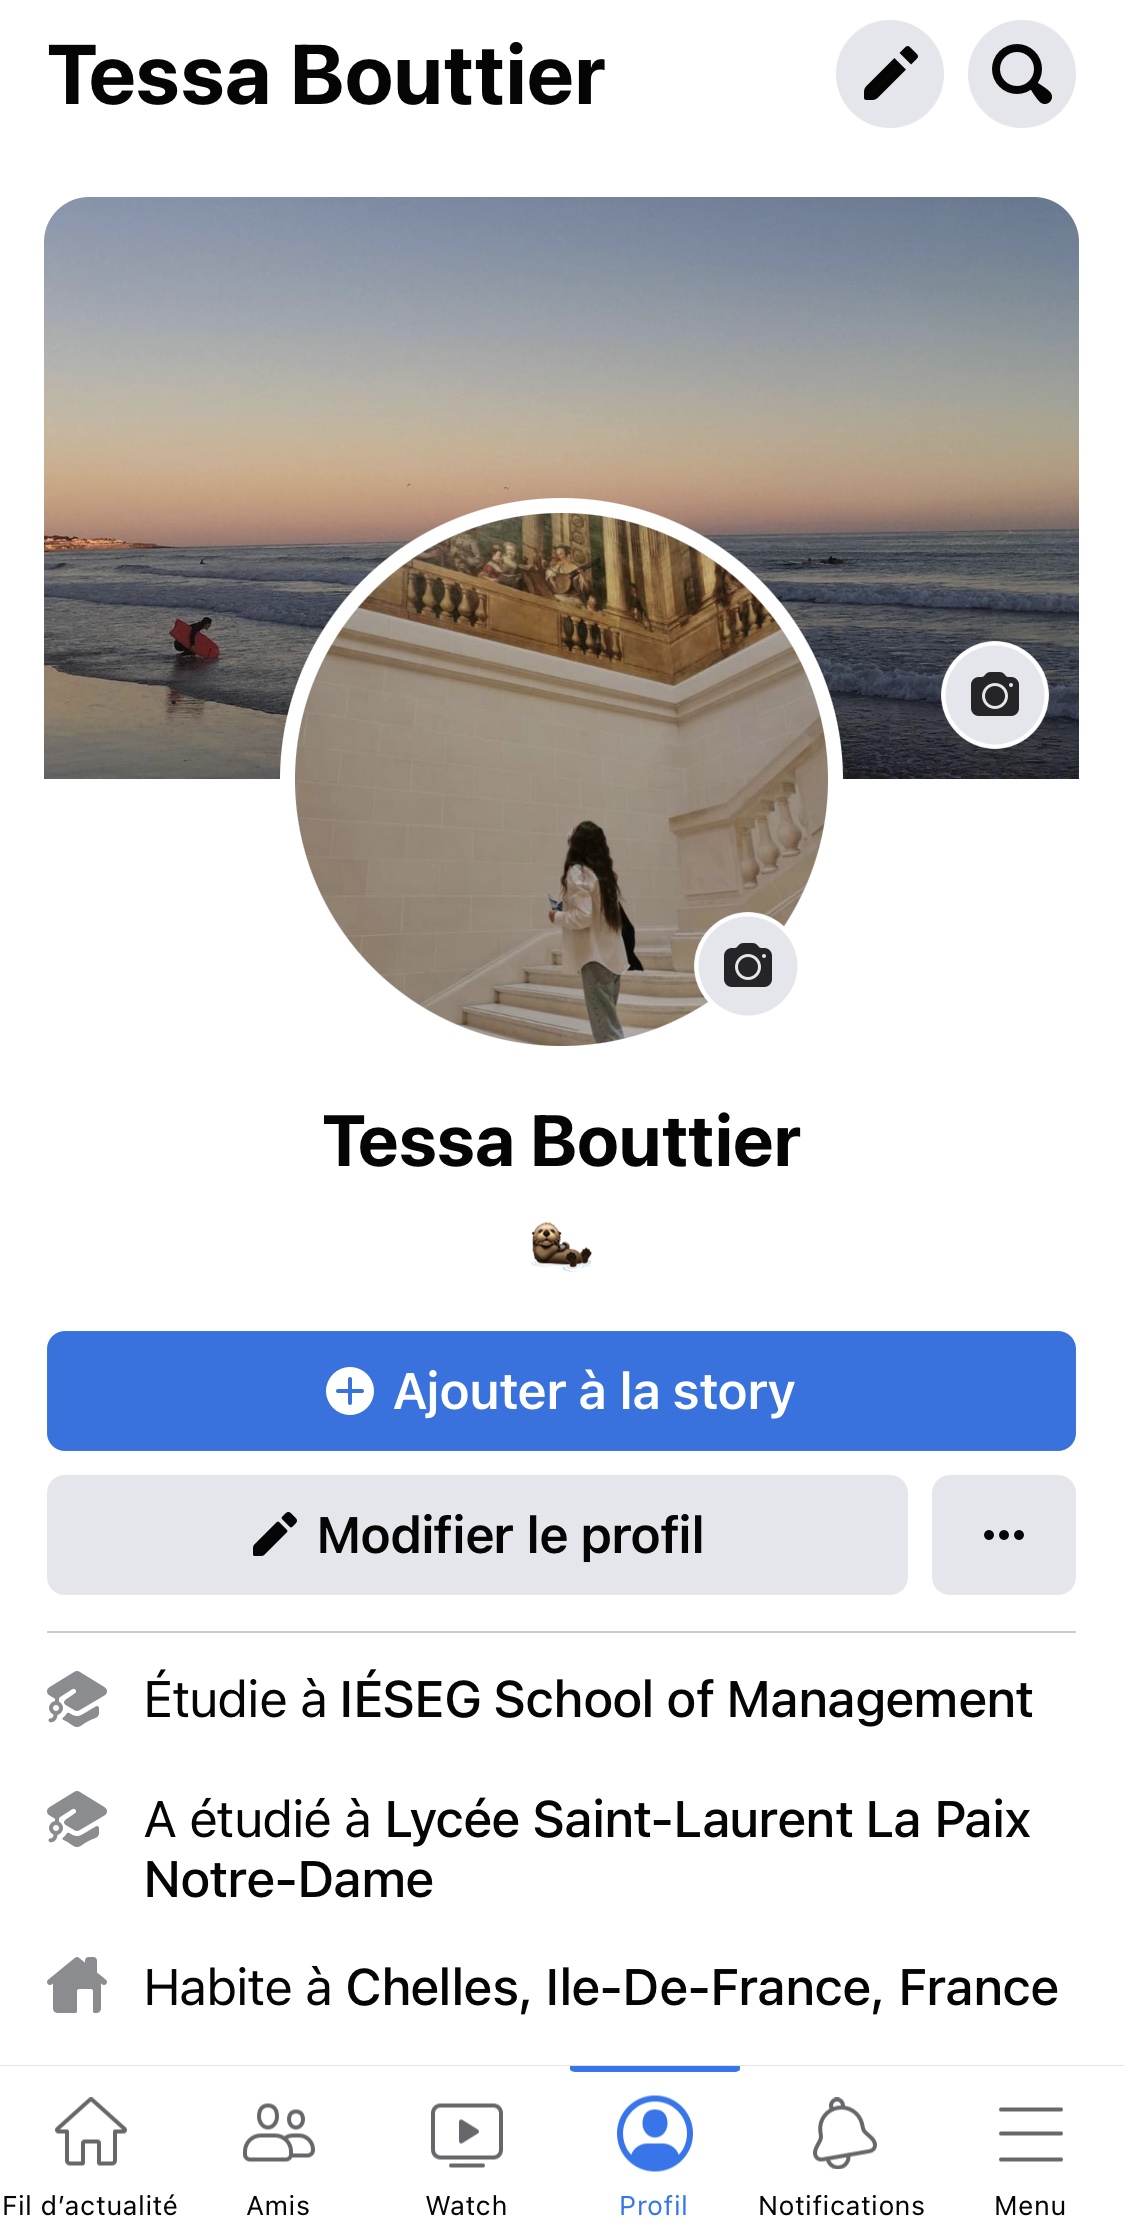 Tessa Bouttier
Tessa Bouttier
🦦
Ajouter à la story
Modifier le profil
Étudie à IÉSEG School of Management
A étudié à Lycée Saint-Laurent La Paix
Notre-Dame
Habite à Chelles, Ile-De-France, France
Fil d’actualité
Amis
Watch
Profil
Notifications
Menu